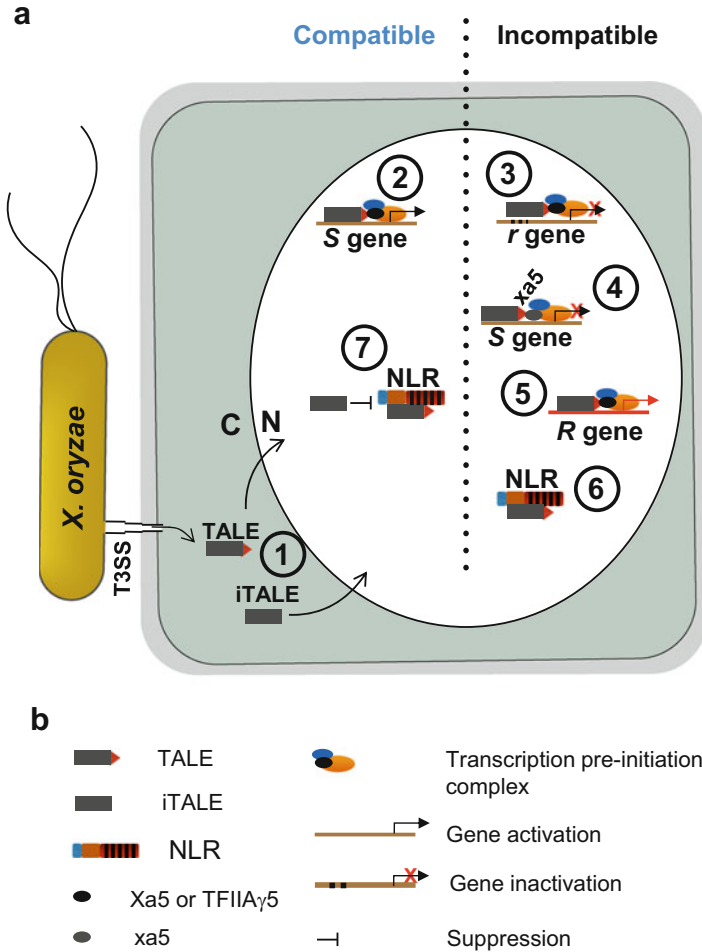 a
Compatible
Incompatible
2
S gene
3
r gene
xa5
4
S gene
7
NLR
5
R gene
C N
NLR
6
X. oryzae
T3SS
TALE
1
iTALE
b
TALE
iTALE
NLR
Xa5 or TFIIAγ5
xa5
Transcription pre-initiation
complex
Gene activation
X
Gene inactivation
Suppression